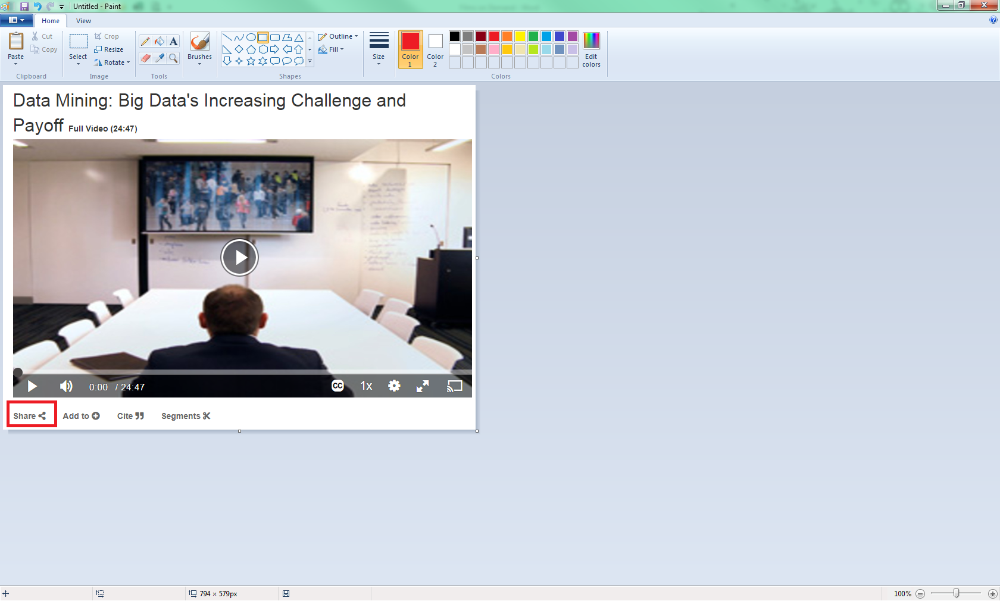 Untitled - Paint
Home
View
Paste
Cut
Copy
Clipboard
Select
Crop
Resize
Rotate
Image
Tools
Brushes
Shapes
Outline
Fill
Size
Color 1
Color 2
Edit colors
Colors
Data Mining: Big Data's Increasing Challenge and
Payoff Full Video (24:47)
0:00 / 24:47
CC
1x
Share
Add to
Cite
Segments
794 × 579px
100%